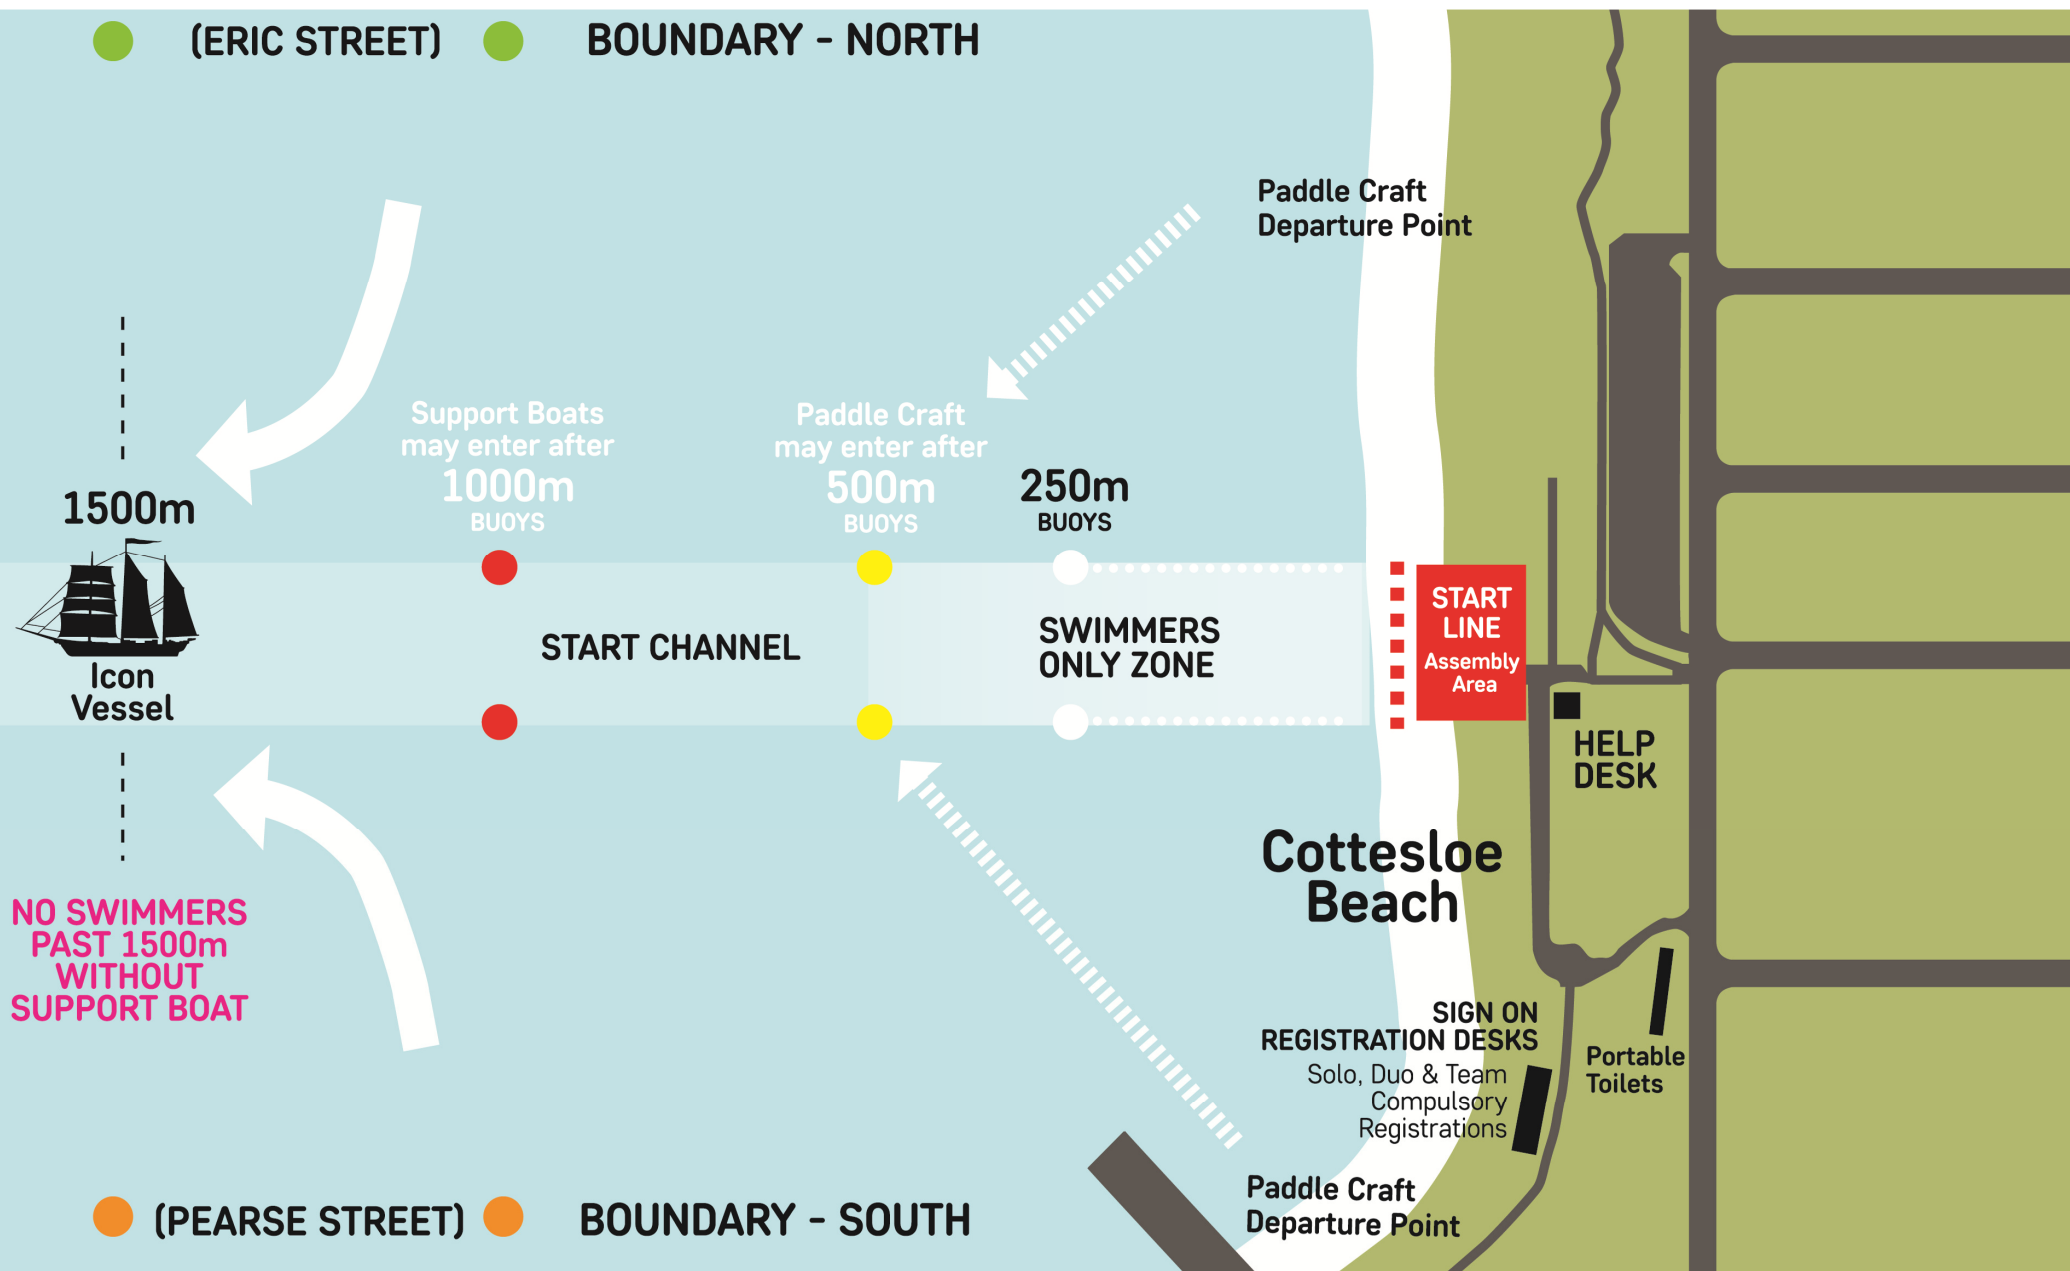 (ERIC STREET)
BOUNDARY - NORTH
Paddle Craft
Departure Point
Support Boats
may enter after
1000m
BUOYS
Paddle Craft
may enter after
500m
BUOYS
250m
BUOYS
1500m
Icon
Vessel
START CHANNEL
SWIMMERS
ONLY ZONE
START
LINE
Assembly
Area
HELP
DESK
Cottesloe
Beach
NO SWIMMERS
PAST 1500m
WITHOUT
SUPPORT BOAT
SIGN ON
REGISTRATION DESKS
Solo, Duo & Team
Compulsory
Registrations
Portable
Toilets
Paddle Craft
Departure Point
(PEARSE STREET)
BOUNDARY - SOUTH